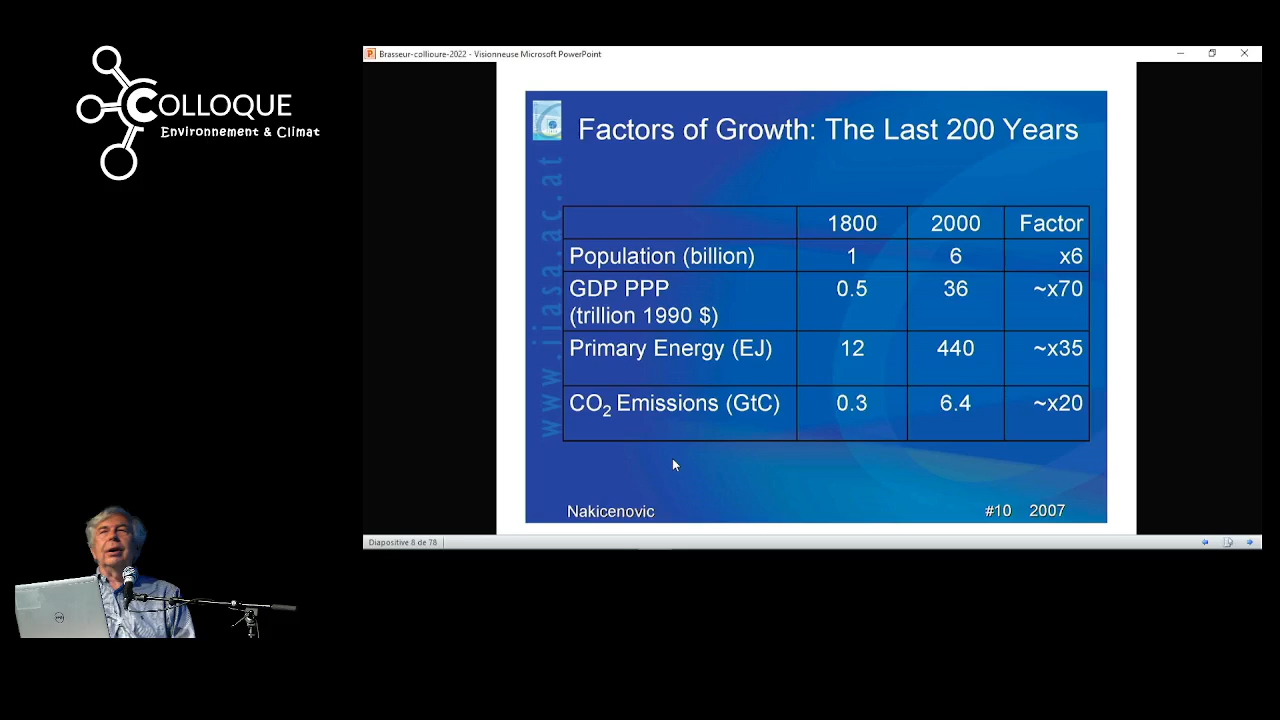 COLLOQUE
Environnement & Climat
Brasseur-collioure-2022 - Visionneuse Microsoft PowerPoint
www.iiasa.ac.at
Factors of Growth: The Last 200 Years
1800 2000 Factor
Population (billion) 1 6 x6
GDP PPP 0.5 36 ~x70
(trillion 1990 $)
Primary Energy (EJ) 12 440 ~x35
CO₂ Emissions (GtC) 0.3 6.4 ~x20
Nakicenovic #10 2007
Diapositive 8 de 78
DELL